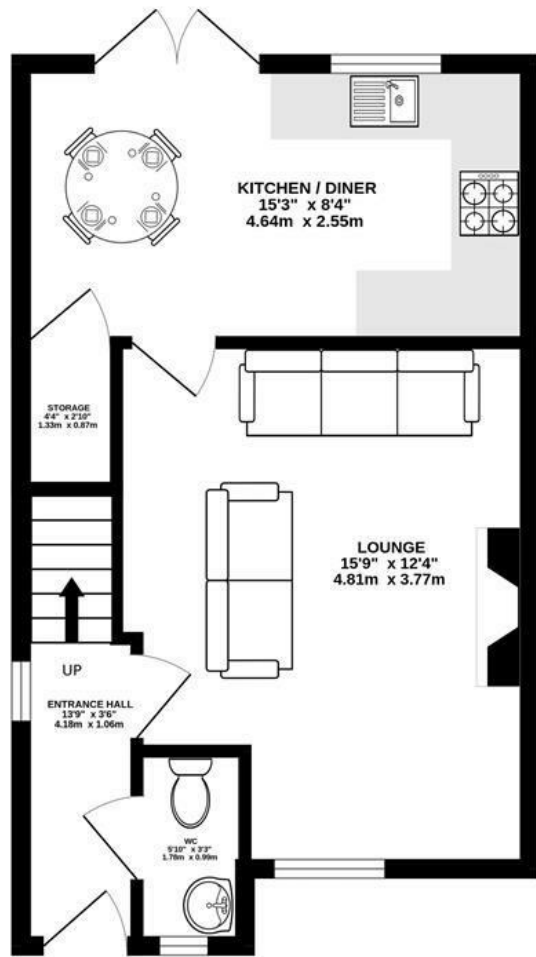 KITCHEN / DINER
15'3" x 8'4"
4.64m x 2.55m
STORAGE
4'4" x 2'10"
1.33m x 0.87m
LOUNGE
15'9" x 12'4"
4.81m x 3.77m
UP
ENTRANCE HALL
13'9" x 3'6"
4.18m x 1.06m
WC
5'10" x 3'3"
1.78m x 0.99m